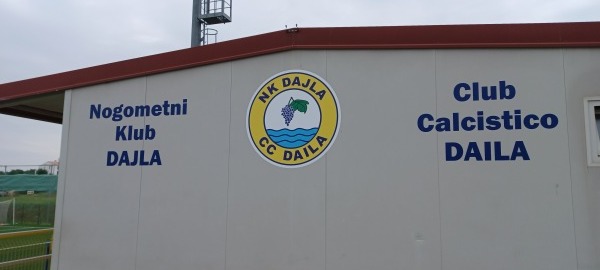 Nogometni
Klub
DAJLA
NK DAJLA
CC DAILA
Club
Calcistico
DAILA